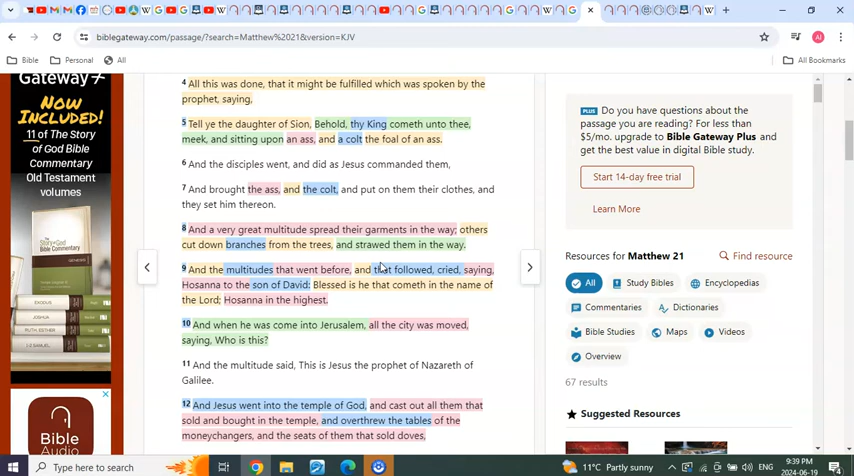 biblegateway.com/passage/?search=Matthew%2021&version=KJV
Bible
Personal
All
All Bookmarks
Gateway+
Now
INCLUDED!
11 of The Story
of God Bible
Commentary
Old Testament
volumes
EXODUS
JOSHUA
Bible
Audio
4 All this was done, that it might be fulfilled which was spoken by the
prophet, saying,
5 Tell ye the daughter of Sion, Behold, thy King cometh unto thee,
meek, and sitting upon an ass, and a colt the foal of an ass.
6 And the disciples went, and did as Jesus commanded them,
7 And brought the ass, and the colt, and put on them their clothes, and
they set him thereon.
8 And a very great multitude spread their garments in the way; others
cut down branches from the trees, and strawed them in the way.
9 And the multitudes that went before, and that followed, cried, saying,
Hosanna to the son of David: Blessed is he that cometh in the name of
the Lord; Hosanna in the highest.
10 And when he was come into Jerusalem, all the city was moved,
saying, Who is this?
11 And the multitude said, This is Jesus the prophet of Nazareth of
Galilee.
12 And Jesus went into the temple of God, and cast out all them that
sold and bought in the temple, and overthrew the tables of the
moneychangers, and the seats of them that sold doves,
PLUS Do you have questions about the
passage you are reading? For less than
$5/mo. upgrade to Bible Gateway Plus and
get the best value in digital Bible study.
Start 14-day free trial
Learn More
Resources for Matthew 21
Find resource
All
Study Bibles
Encyclopedias
Commentaries
Dictionaries
Bible Studies
Maps
Videos
Overview
67 results
Suggested Resources
Type here to search
11°C Partly sunny
9:39 PM
2024-06-19